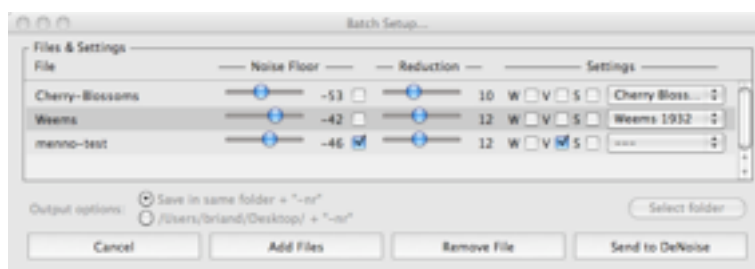 Batch Setup...
Files & Settings
File Noise Floor Reduction Settings
Cherry-Blossoms -53 10 W V S Cherry Bloss...
Weems -42 12 W V S Weems 1932
menno-test -46 12 W V S ---
Output options: Save in same folder + "-nr"
/Users/briand/Desktop/ + "-nr" Select folder
Cancel Add Files Remove File Send to DeNoise